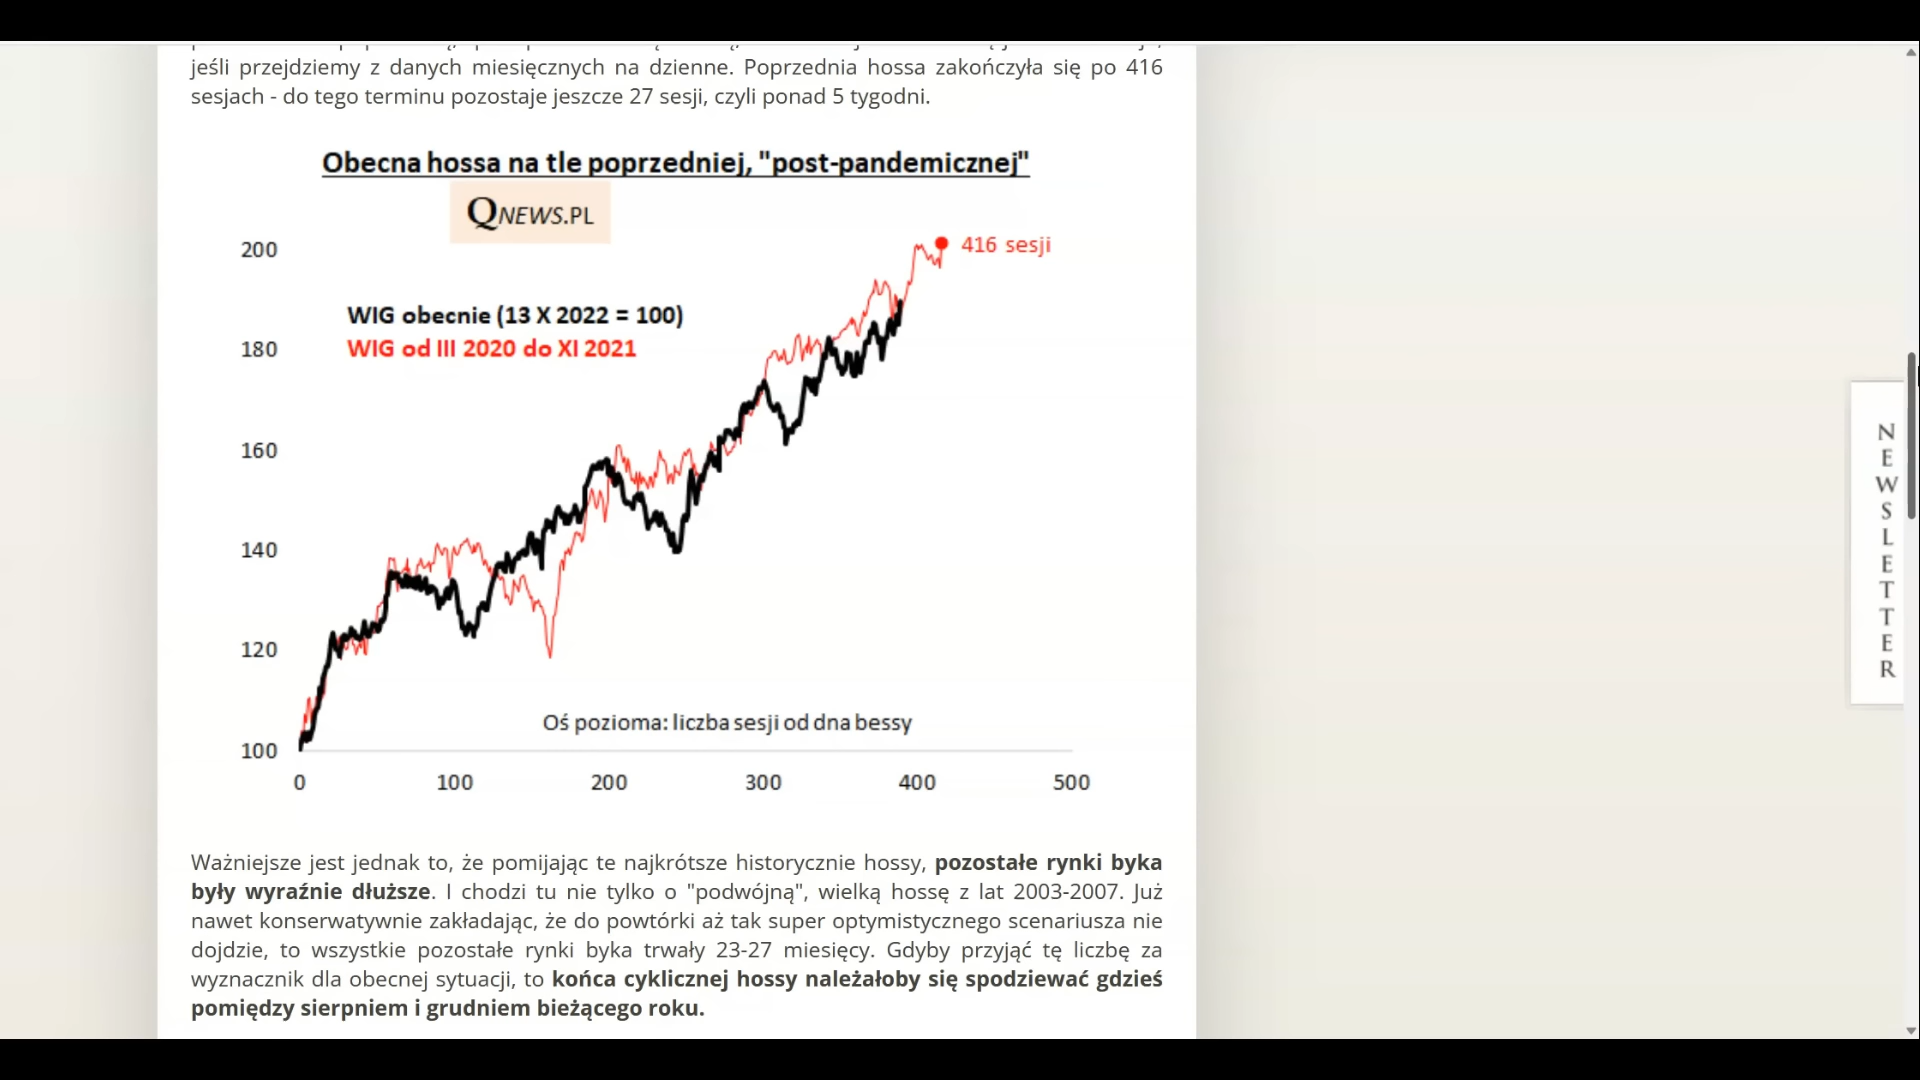 jeśli przejdziemy z danych miesięcznych na dzienne. Poprzednia hossa zakończyła się po 416
sesjach - do tego terminu pozostaje jeszcze 27 sesji, czyli ponad 5 tygodni.
Obecna hossa na tle poprzedniej, "post-pandemicznej"
QNEWS.PL
200
416 sesji
WIG obecnie (13 X 2022 = 100)
WIG od III 2020 do XI 2021
180
160
140
120
Oś pozioma: liczba sesji od dna bessy
100
0 100 200 300 400 500
Ważniejsze jest jednak to, że pomijając te najkrótsze historycznie hossy, pozostałe rynki byka
były wyraźnie dłuższe. I chodzi tu nie tylko o "podwójną", wielką hossę z lat 2003-2007. Już
nawet konserwatywnie zakładając, że do powtórki aż tak super optymistycznego scenariusza nie
dojdzie, to wszystkie pozostałe rynki byka trwały 23-27 miesięcy. Gdyby przyjąć tę liczbę za
wyznacznik dla obecnej sytuacji, to końca cyklicznej hossy należałoby się spodziewać gdzieś
pomiędzy sierpniem i grudniem bieżącego roku.
NEWSLETTER